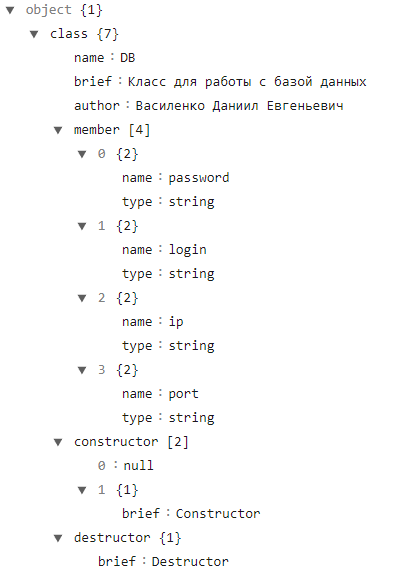 object {1}
class {7}
name : DB
brief : Класс для работы с базой данных
author : Василенко Даниил Евгеньевич
member [4]
0 {2}
name : password
type : string
1 {2}
name : login
type : string
2 {2}
name : ip
type : string
3 {2}
name : port
type : string
constructor [2]
0 : null
1 {1}
brief : Constructor
destructor {1}
brief : Destructor